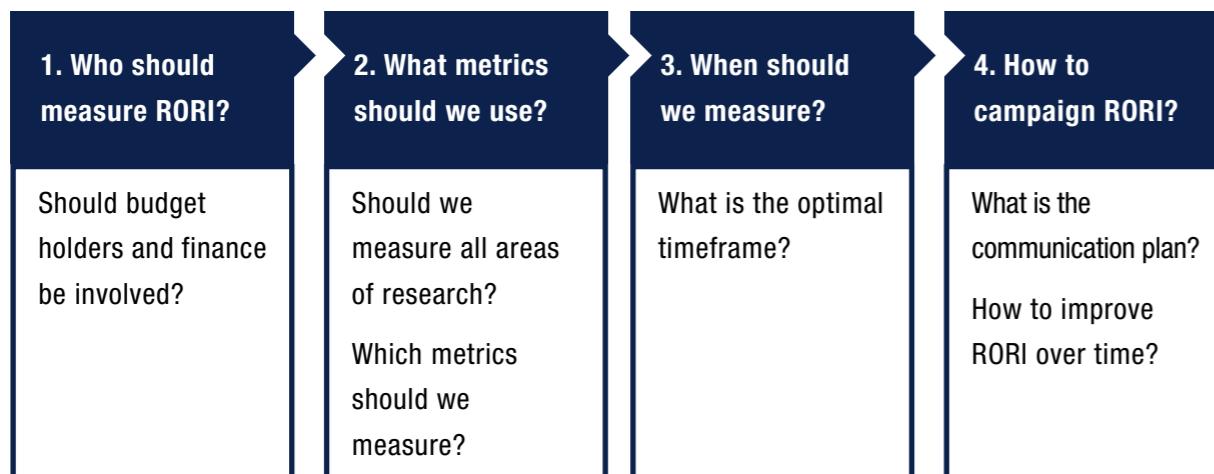 1. Who should
measure RORI?
Should budget
holders and finance
be involved?
2. What metrics
should we use?
Should we
measure all areas
of research?
Which metrics
should we
measure?
3. When should
we measure?
What is the optimal
timeframe?
4. How to
campaign RORI?
What is the
communication plan?
How to improve
RORI over time?